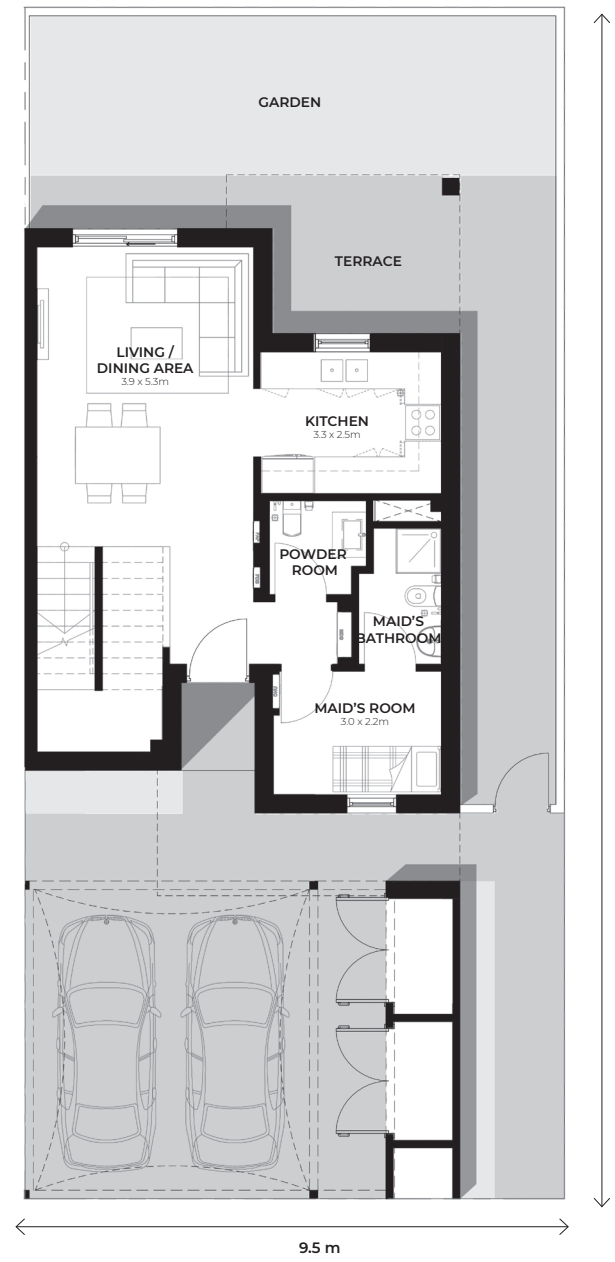 GARDEN
TERRACE
LIVING /
DINING AREA
3.9 x 5.3m
KITCHEN
3.3 x 2.5m
POWDER
ROOM
MAID'S
BATHROOM
MAID'S ROOM
3.0 x 2.2m
9.5 m